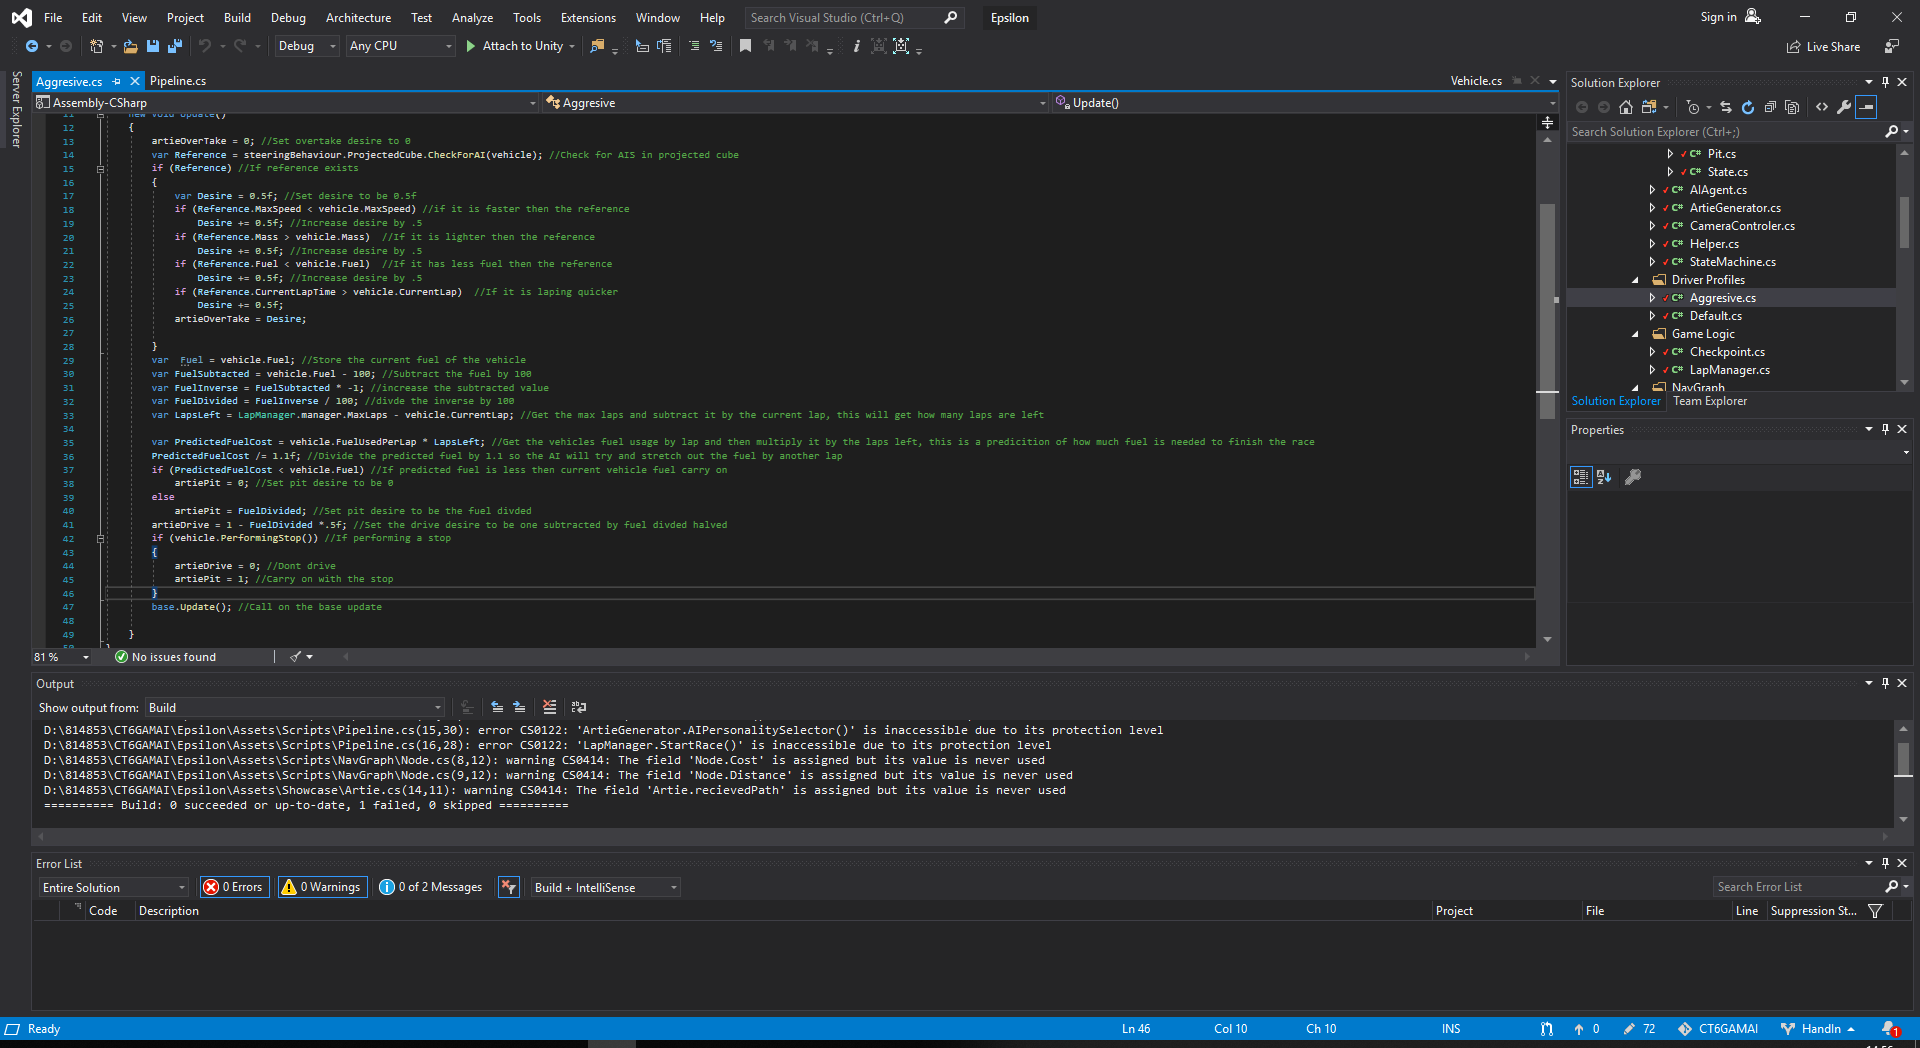 File Edit View Project Build Debug Architecture Test Analyze Tools Extensions Window Help Search Visual Studio (Ctrl+Q) Epsilon Sign in
Debug Any CPU Attach to Unity Live Share
Server Explorer
Aggresive.cs Pipeline.cs Vehicle.cs
Assembly-CSharp Aggresive Update()
11 new void Update()
12 {
13 artieOverTake = 0; //Set overtake desire to 0
14 var Reference = steeringBehaviour.ProjectedCube.CheckForAI(vehicle); //Check for AIS in projected cube
15 if (Reference) //If reference exists
16 {
17 var Desire = 0.5f; //Set desire to be 0.5f
18 if (Reference.MaxSpeed < vehicle.MaxSpeed) //if it is faster then the reference
19 Desire += 0.5f; //Increase desire by .5
20 if (Reference.Mass > vehicle.Mass) //If it is lighter then the reference
21 Desire += 0.5f; //Increase desire by .5
22 if (Reference.Fuel < vehicle.Fuel) //If it has less fuel then the reference
23 Desire += 0.5f; //Increase desire by .5
24 if (Reference.CurrentLapTime > vehicle.CurrentLap) //If it is laping quicker
25 Desire += 0.5f;
26 artieOverTake = Desire;
27
28 }
29 var Fuel = vehicle.Fuel; //Store the current fuel of the vehicle
30 var FuelSubtacted = vehicle.Fuel - 100; //Subtract the fuel by 100
31 var FuelInverse = FuelSubtacted * -1; //increase the subtracted value
32 var FuelDivided = FuelInverse / 100; //divde the inverse by 100
33 var LapsLeft = LapManager.manager.MaxLaps - vehicle.CurrentLap; //Get the max laps and subtract it by the current lap, this will get how many laps are left
34
35 var PredictedFuelCost = vehicle.FuelUsedPerLap * LapsLeft; //Get the vehicles fuel usage by lap and then multiply it by the laps left, this is a predicition of how much fuel is needed to finish the race
36 PredictedFuelCost /= 1.1f; //Divide the predicted fuel by 1.1 so the AI will try and stretch out the fuel by another lap
37 if (PredictedFuelCost < vehicle.Fuel) //If predicted fuel is less then current vehicle fuel carry on
38 artiePit = 0; //Set pit desire to be 0
39 else
40 artiePit = FuelDivided; //Set pit desire to be the fuel divded
41 artieDrive = 1 - FuelDivided *.5f; //Set the drive desire to be one subtracted by fuel divded halved
42 if (vehicle.PerformingStop()) //If performing a stop
43 {
44 artieDrive = 0; //Dont drive
45 artiePit = 1; //Carry on with the stop
46 }
47 base.Update(); //Call on the base update
48
49 }
50 }
81 % No issues found
Solution Explorer
Search Solution Explorer (Ctrl+;)
C# Pit.cs
C# State.cs
C# AIAgent.cs
C# ArtieGenerator.cs
C# CameraControler.cs
C# Helper.cs
C# StateMachine.cs
Driver Profiles
C# Aggresive.cs
C# Default.cs
Game Logic
C# Checkpoint.cs
C# LapManager.cs
NavGraph
Solution Explorer Team Explorer
Properties
Output
Show output from: Build
D:\814853\CT6GAMAI\Epsilon\Assets\Scripts\Pipeline.cs(15,30): error CS0122: 'ArtieGenerator.AIPersonalitySelector()' is inaccessible due to its protection level
D:\814853\CT6GAMAI\Epsilon\Assets\Scripts\Pipeline.cs(16,28): error CS0122: 'LapManager.StartRace()' is inaccessible due to its protection level
D:\814853\CT6GAMAI\Epsilon\Assets\Scripts\NavGraph\Node.cs(8,12): warning CS0414: The field 'Node.Cost' is assigned but its value is never used
D:\814853\CT6GAMAI\Epsilon\Assets\Scripts\NavGraph\Node.cs(9,12): warning CS0414: The field 'Node.Distance' is assigned but its value is never used
D:\814853\CT6GAMAI\Epsilon\Assets\Showcase\Artie.cs(14,11): warning CS0414: The field 'Artie.recievedPath' is assigned but its value is never used
========== Build: 0 succeeded or up-to-date, 1 failed, 0 skipped ==========
Error List
Entire Solution 0 Errors 0 Warnings 0 of 2 Messages Build + IntelliSense Search Error List
Code Description Project File Line Suppression St...
Ready Ln 46 Col 10 Ch 10 INS 0 72 CT6GAMAI HandIn 1